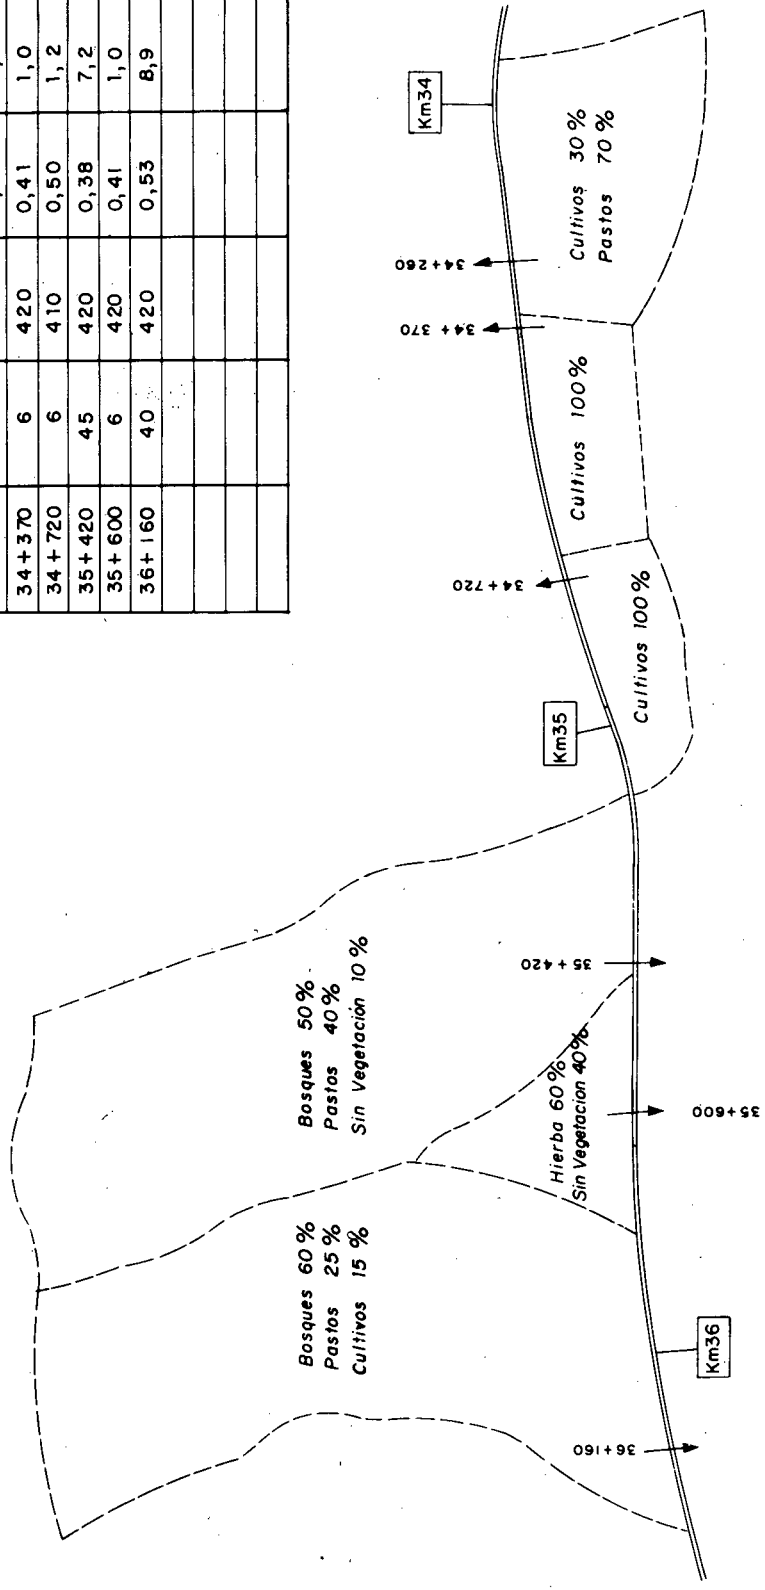 34+370 6 420 0,41 1,0
34+720 6 410 0,50 1,2
35+420 45 420 0,38 7,2
35+600 6 420 0,41 1,0
36+160 40 420 0,53 8,9
Bosques 60%
Pastos 25%
Cultivos 15%
Bosques 50%
Pastos 40%
Sin Vegetación 10%
Hierba 60%
Sin Vegetacion 40%
Cultivos 100%
Cultivos 100%
Cultivos 30%
Pastos 70%
36+160
Km36
35+600
35+420
Km35
34+720
34+370
34+260
Km34